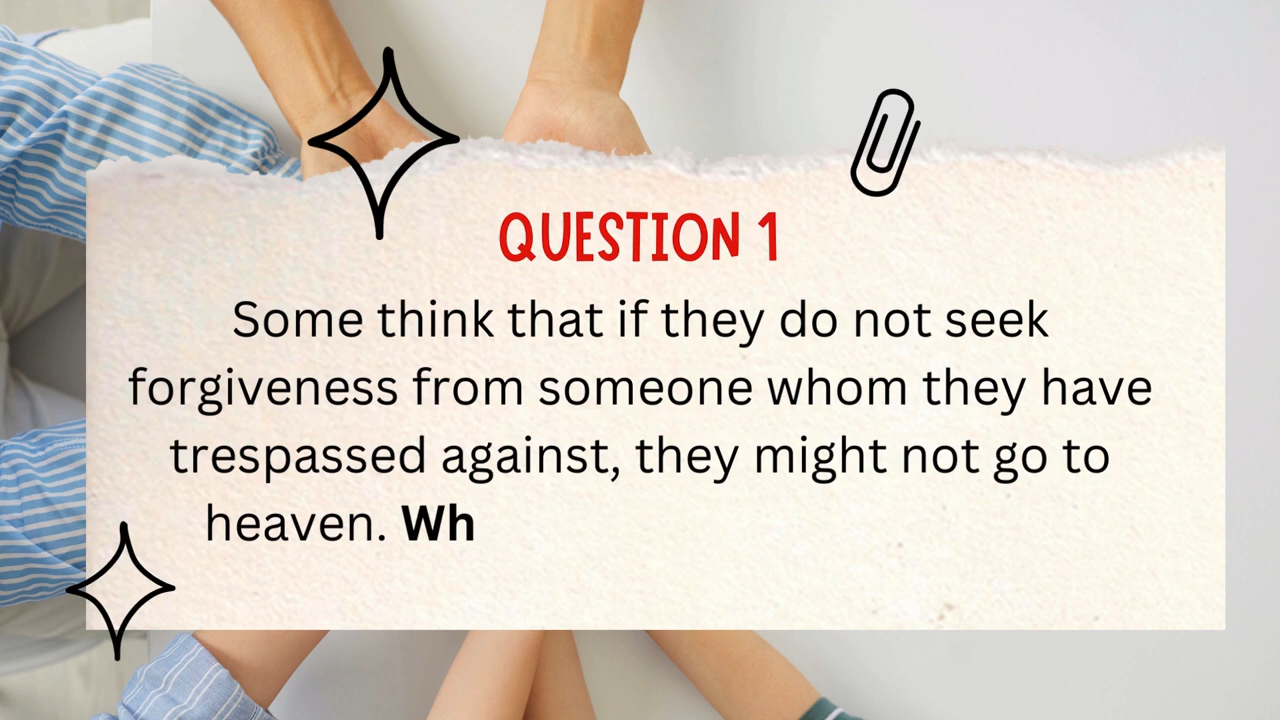 QUESTION 1
Some think that if they do not seek
forgiveness from someone whom they have
trespassed against, they might not go to
heaven. Wh